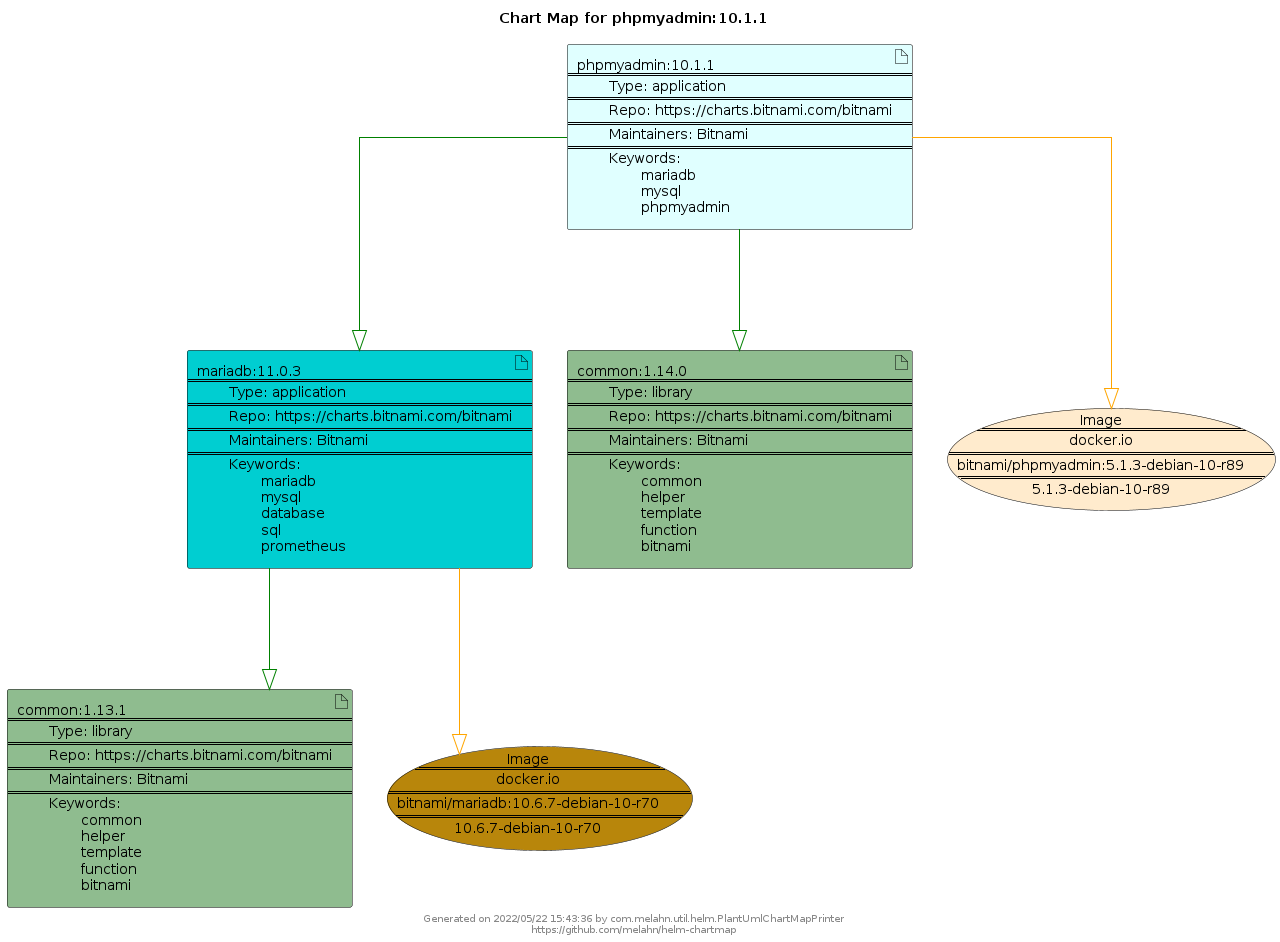 Chart Map for phpmyadmin:10.1.1
phpmyadmin:10.1.1
Type: application
Repo: https://charts.bitnami.com/bitnami
Maintainers: Bitnami
Keywords:
mariadb
mysql
phpmyadmin
mariadb:11.0.3
Type: application
Repo: https://charts.bitnami.com/bitnami
Maintainers: Bitnami
Keywords:
mariadb
mysql
database
sql
prometheus
common:1.14.0
Type: library
Repo: https://charts.bitnami.com/bitnami
Maintainers: Bitnami
Keywords:
common
helper
template
function
bitnami
Image
docker.io
bitnami/phpmyadmin:5.1.3-debian-10-r89
5.1.3-debian-10-r89
common:1.13.1
Type: library
Repo: https://charts.bitnami.com/bitnami
Maintainers: Bitnami
Keywords:
common
helper
template
function
bitnami
Image
docker.io
bitnami/mariadb:10.6.7-debian-10-r70
10.6.7-debian-10-r70
Generated on 2022/05/22 15:43:36 by com.melahn.util.helm.PlantUmlChartMapPrinter
https://github.com/melahn/helm-chartmap